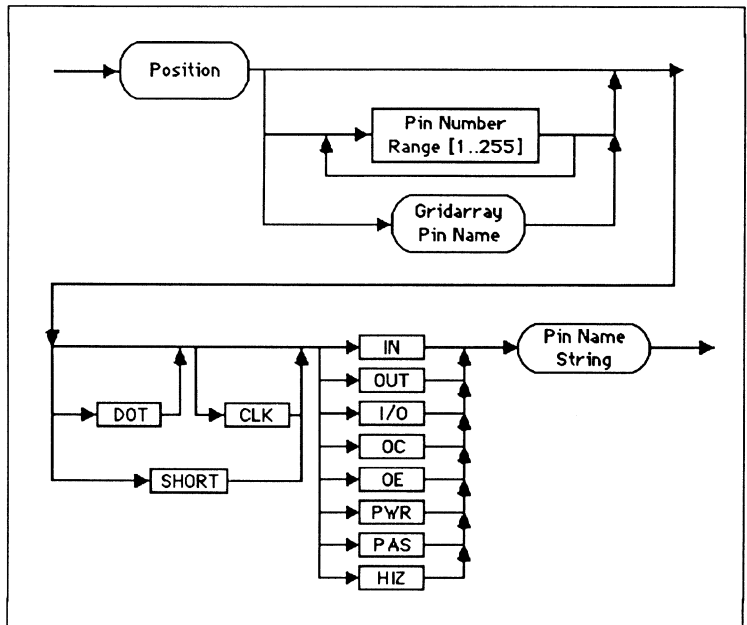 Position
Pin Number
Range [1..255]
Gridarray
Pin Name
IN
Pin Name
String
OUT
DOT
CLK
I/O
OC
OE
SHORT
PWR
PAS
HIZ